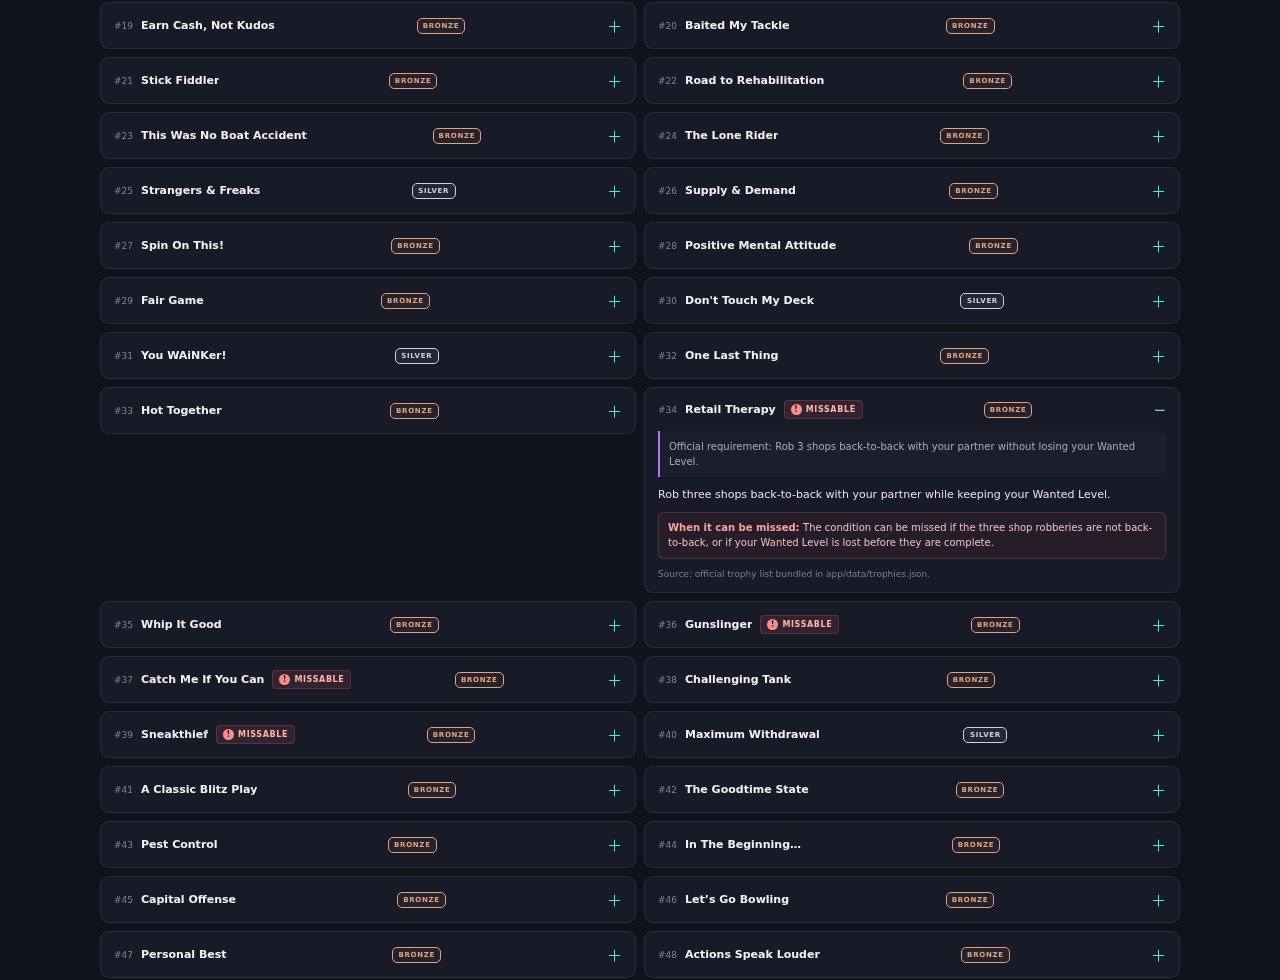 #19 Earn Cash, Not Kudos BRONZE +
#20 Baited My Tackle BRONZE +
#21 Stick Fiddler BRONZE +
#22 Road to Rehabilitation BRONZE +
#23 This Was No Boat Accident BRONZE +
#24 The Lone Rider BRONZE +
#25 Strangers & Freaks SILVER +
#26 Supply & Demand BRONZE +
#27 Spin On This! BRONZE +
#28 Positive Mental Attitude BRONZE +
#29 Fair Game BRONZE +
#30 Don't Touch My Deck SILVER +
#31 You WAiNKer! SILVER +
#32 One Last Thing BRONZE +
#33 Hot Together BRONZE +
#34 Retail Therapy ! MISSABLE BRONZE −
Official requirement: Rob 3 shops back-to-back with your partner without losing your Wanted
Level.
Rob three shops back-to-back with your partner while keeping your Wanted Level.
When it can be missed: The condition can be missed if the three shop robberies are not back-
to-back, or if your Wanted Level is lost before they are complete.
Source: official trophy list bundled in app/data/trophies.json.
#35 Whip It Good BRONZE +
#36 Gunslinger ! MISSABLE BRONZE +
#37 Catch Me If You Can ! MISSABLE BRONZE +
#38 Challenging Tank BRONZE +
#39 Sneakthief ! MISSABLE BRONZE +
#40 Maximum Withdrawal SILVER +
#41 A Classic Blitz Play BRONZE +
#42 The Goodtime State BRONZE +
#43 Pest Control BRONZE +
#44 In The Beginning… BRONZE +
#45 Capital Offense BRONZE +
#46 Let’s Go Bowling BRONZE +
#47 Personal Best BRONZE +
#48 Actions Speak Louder BRONZE +